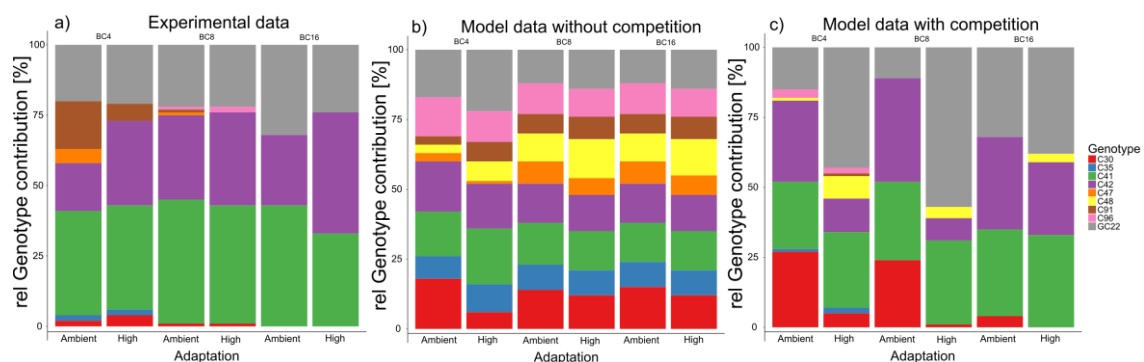 a) Experimental data
BC4 BC8 BC16
rel Genotype contribution [%]
100
75
50
25
0
Ambient High Ambient High Ambient High
Adaptation
b) Model data without competition
BC4 BC8 BC16
rel Genotype contribution [%]
100
75
50
25
0
Ambient High Ambient High Ambient High
Adaptation
c) Model data with competition
BC4 BC8 BC16
rel Genotype contribution [%]
100
75
50
25
0
Ambient High Ambient High Ambient High
Adaptation
Genotype
C30
C35
C41
C42
C47
C48
C91
C96
GC22